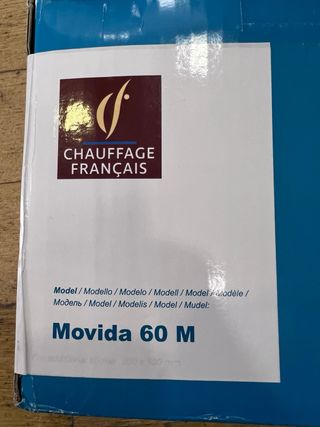 CHAUFFAGE
FRANÇAIS
Model / Modello / Modelo / Modell / Model / Modèle /
Модель / Model / Modelis / Model / Mudel:
Movida 60 M